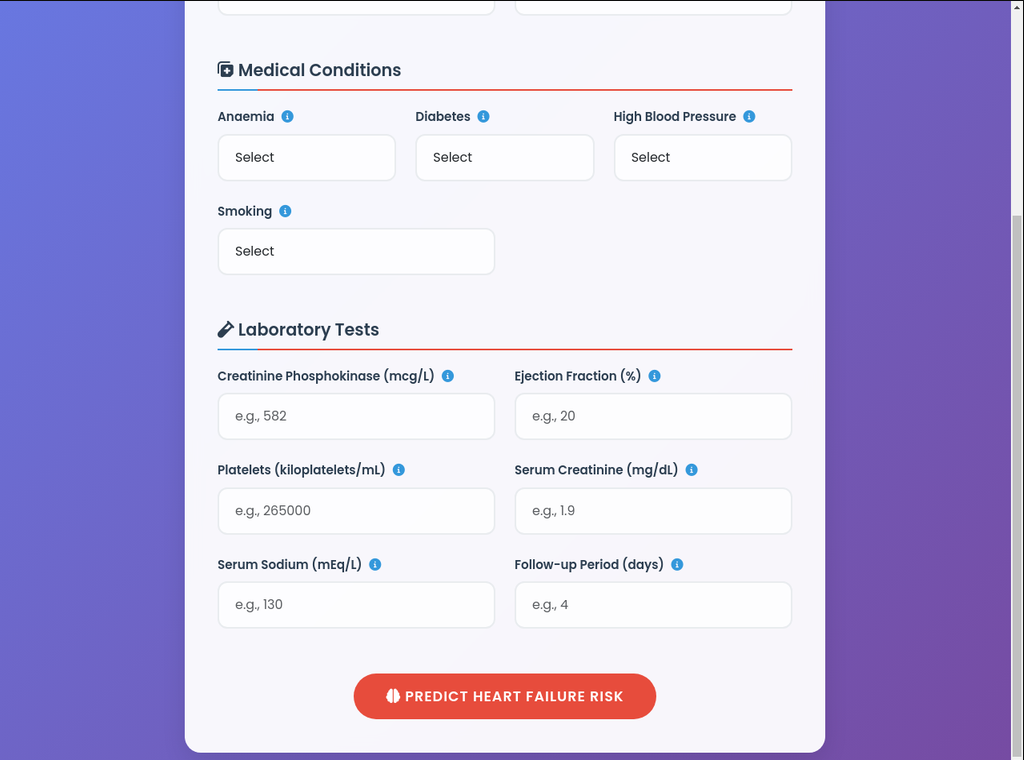 Medical Conditions
Anaemia Diabetes High Blood Pressure
Select Select Select
Smoking
Select
Laboratory Tests
Creatinine Phosphokinase (mcg/L) Ejection Fraction (%)
e.g., 582 e.g., 20
Platelets (kiloplatelets/mL) Serum Creatinine (mg/dL)
e.g., 265000 e.g., 1.9
Serum Sodium (mEq/L) Follow-up Period (days)
e.g., 130 e.g., 4
PREDICT HEART FAILURE RISK